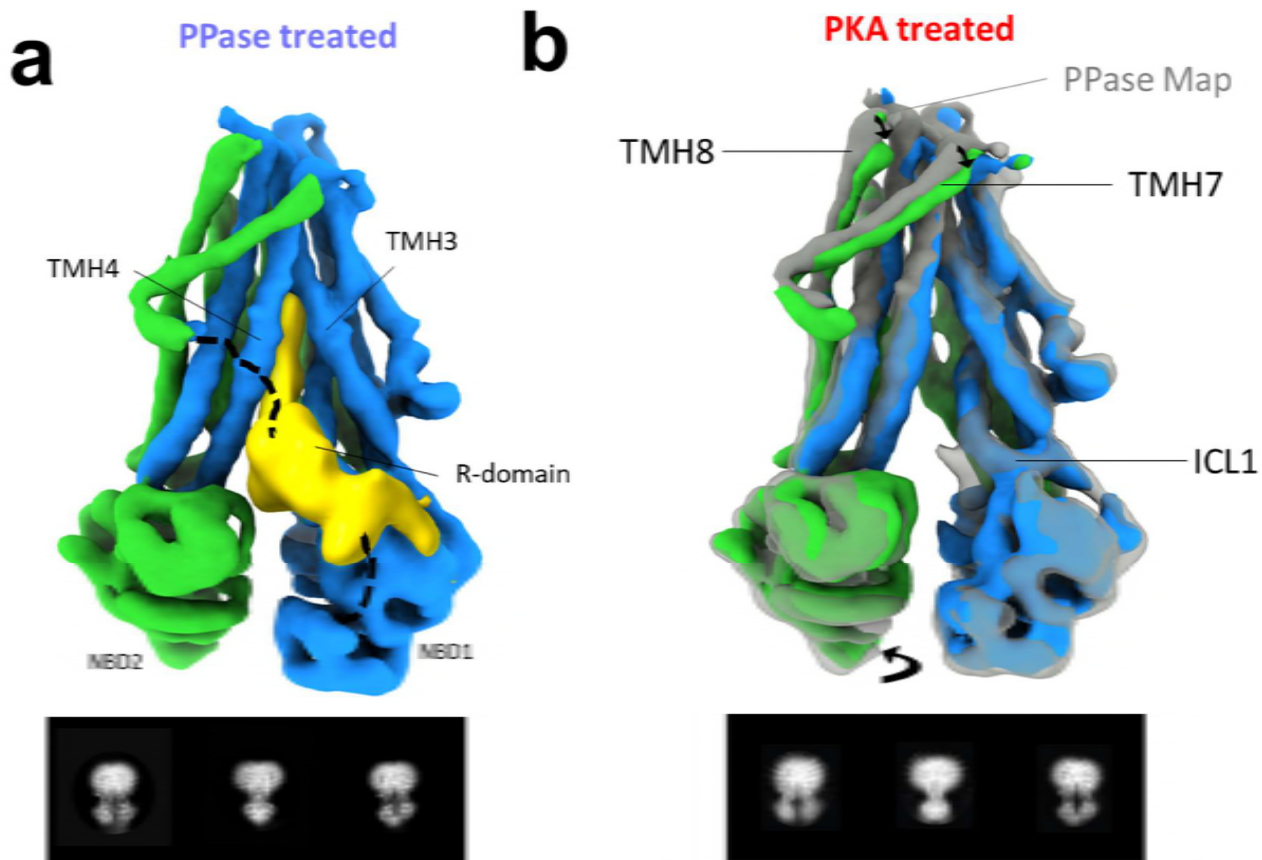 a
PPase treated
TMH4
TMH3
R-domain
NBD2
NBD1
b
PKA treated
PPase Map
TMH8
TMH7
ICL1